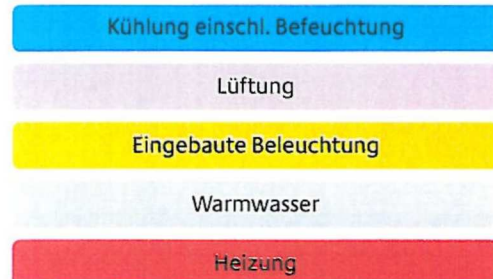 Kühlung einschl. Befeuchtung
Lüftung
Eingebaute Beleuchtung
Warmwasser
Heizung